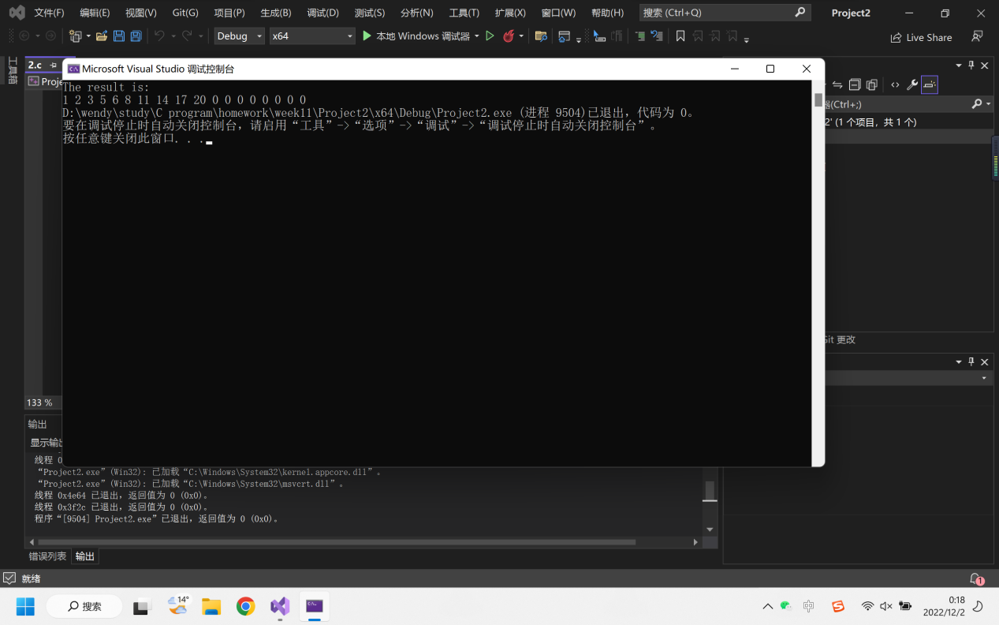 文件(F) 编辑(E) 视图(V) Git(G) 项目(P) 生成(B) 调试(D) 测试(S) 分析(N) 工具(T) 扩展(X) 窗口(W) 帮助(H) 搜索 (Ctrl+Q) Project2
Debug x64 本地 Windows 调试器 Live Share
工具箱
2.c
Proje
Microsoft Visual Studio 调试控制台
The result is:
1 2 3 5 6 8 11 14 17 20 0 0 0 0 0 0 0 0
D:\wendy\study\C program\homework\week11\Project2\x64\Debug\Project2.exe (进程 9504)已退出，代码为 0。
要在调试停止时自动关闭控制台，请启用“工具”->“选项”->“调试”->“调试停止时自动关闭控制台”。
按任意键关闭此窗口. . .
器(Ctrl+;)
2' (1 个项目，共 1 个)
Git 更改
133 %
输出
显示输出
线程 0
“Project2.exe”(Win32): 已加载“C:\Windows\System32\kernel.appcore.dll”。
“Project2.exe”(Win32): 已加载“C:\Windows\System32\msvcrt.dll”。
线程 0x4e64 已退出，返回值为 0 (0x0)。
线程 0x3f2c 已退出，返回值为 0 (0x0)。
程序“[9504] Project2.exe”已退出，返回值为 0 (0x0)。
错误列表 输出
就绪
1
搜索
14°
中
0:18
2022/12/2